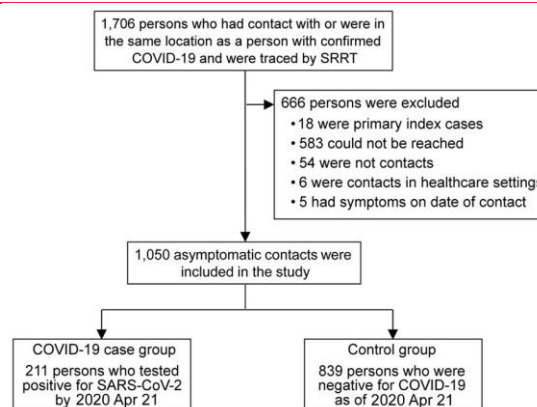 1,706 persons who had contact with or were in
the same location as a person with confirmed
COVID-19 and were traced by SRRT
666 persons were excluded
• 18 were primary index cases
• 583 could not be reached
• 54 were not contacts
• 6 were contacts in healthcare settings
• 5 had symptoms on date of contact
1,050 asymptomatic contacts were
included in the study
COVID-19 case group
211 persons who tested
positive for SARS-CoV-2
by 2020 Apr 21
Control group
839 persons who were
negative for COVID-19
as of 2020 Apr 21